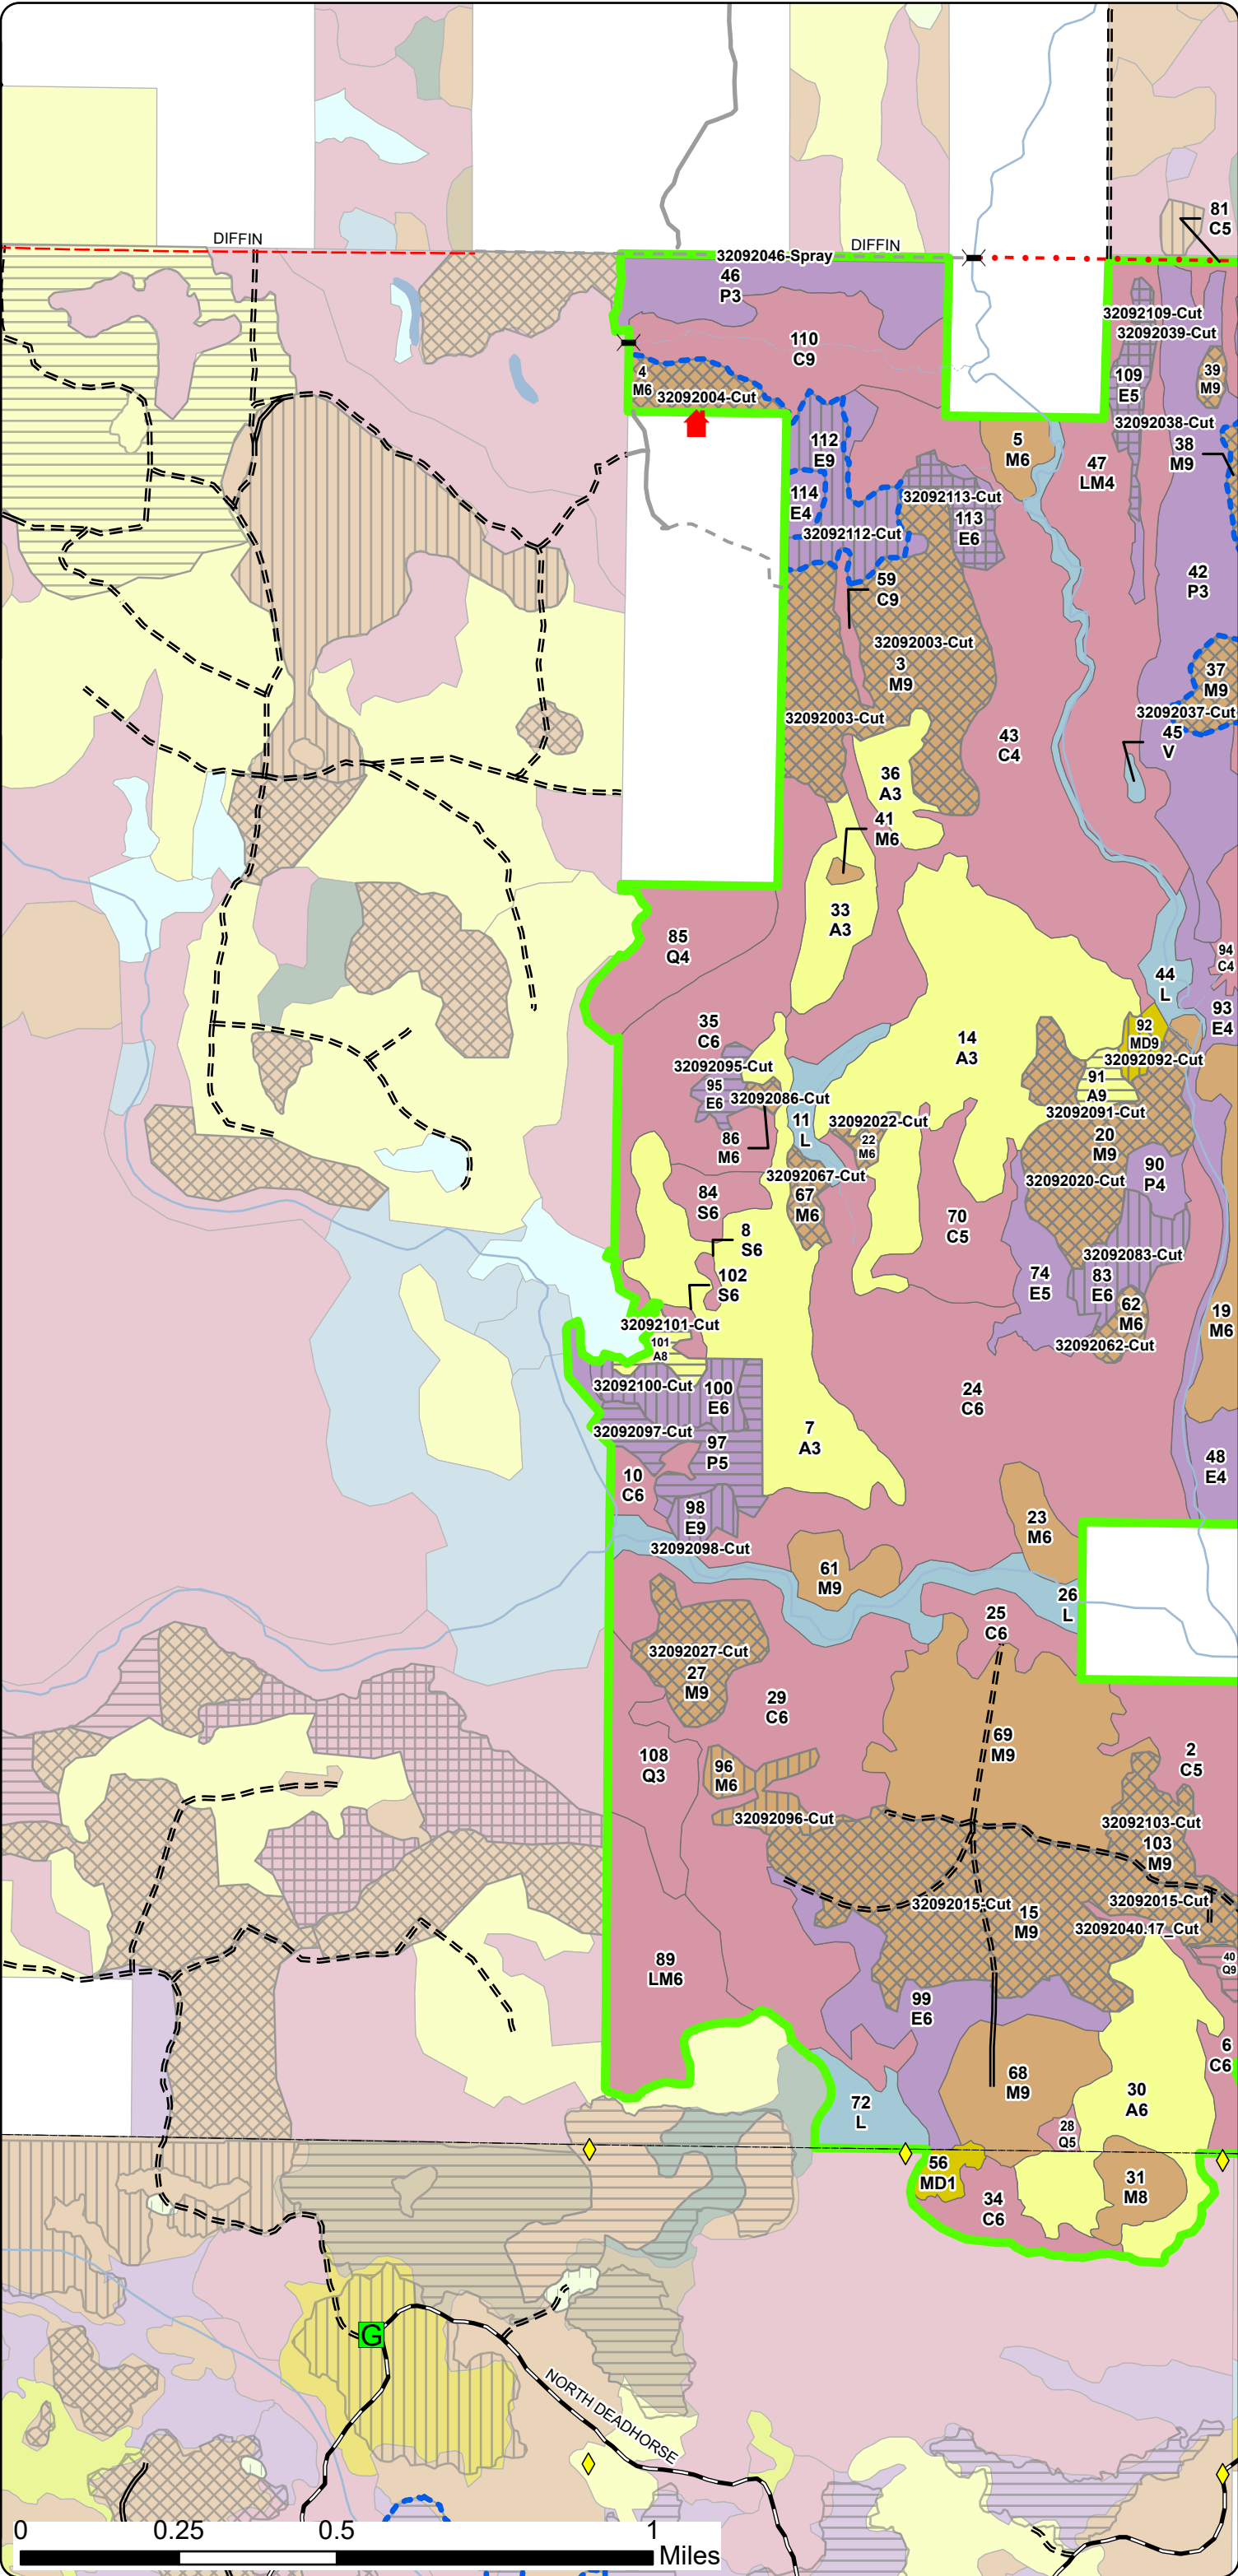 81
C5
DIFFIN
DIFFIN
32092046-Spray
46
P3
32092109-Cut
32092039-Cut
110
C9
4
M6
109
E5
39
M9
32092004-Cut
32092038-Cut
112
E9
5
M6
38
M9
47
LM4
114
E4
32092113-Cut
113
E6
32092112-Cut
59
C9
42
P3
32092003-Cut
3
M9
37
M9
32092003-Cut
32092037-Cut
45
V
43
C4
36
A3
41
M6
33
A3
85
Q4
94
C4
44
L
93
E4
35
C6
14
A3
92
MD9
32092092-Cut
32092095-Cut
95
E6
91
A9
32092086-Cut
32092091-Cut
11
L
32092022-Cut
22
M6
20
M9
86
M6
32092067-Cut
67
M6
90
P4
32092020-Cut
84
S6
70
C5
8
S6
32092083-Cut
83
E6
74
E5
102
S6
62
M6
19
M6
32092101-Cut
101
A8
32092062-Cut
32092100-Cut
100
E6
24
C6
32092097-Cut
97
P5
7
A3
10
C6
48
E4
98
E9
23
M6
32092098-Cut
61
M9
26
L
25
C6
32092027-Cut
27
M9
29
C6
69
M9
108
Q3
2
C5
96
M6
32092096-Cut
32092103-Cut
103
M9
32092015-Cut
32092015-Cut
15
M9
32092040.17_Cut
40
Q9
89
LM6
99
E6
6
C6
68
M9
30
A6
72
L
28
Q5
56
MD1
31
M8
34
C6
G
NORTH DEADHORSE
0 0.25 0.5 1
Miles